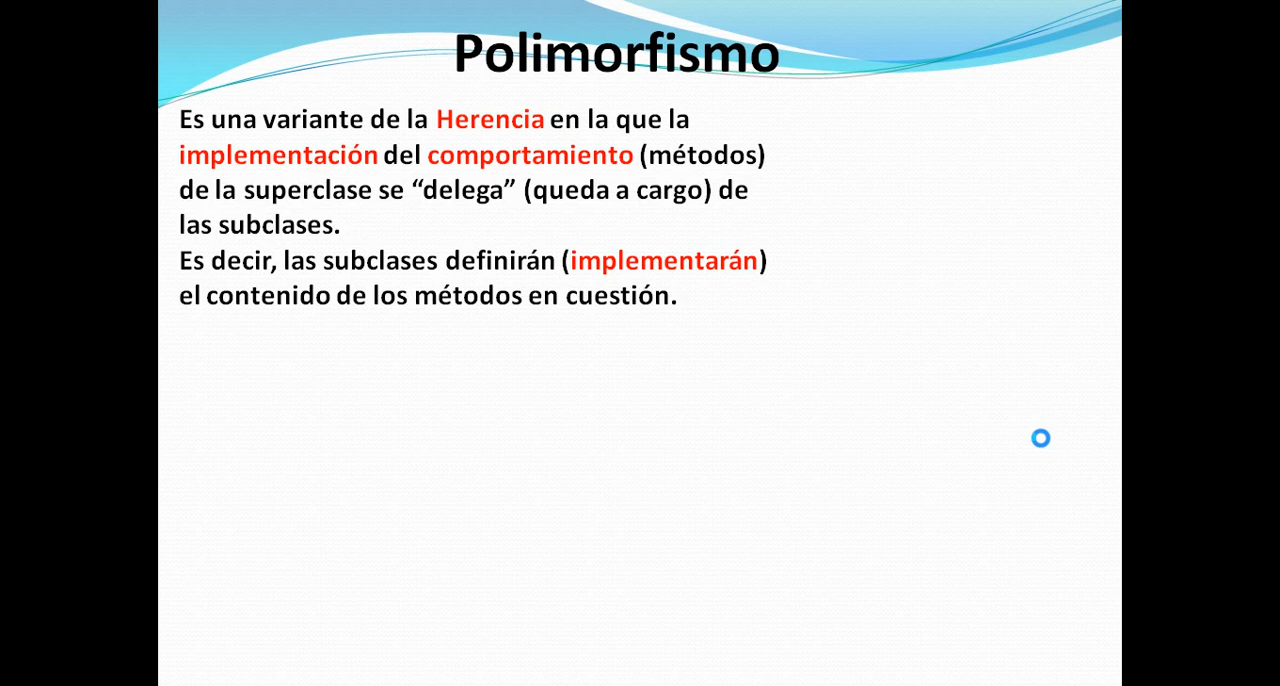 Polimorfismo
Es una variante de la Herencia en la que la
implementación del comportamiento (métodos)
de la superclase se “delega” (queda a cargo) de
las subclases.
Es decir, las subclases definirán (implementarán)
el contenido de los métodos en cuestión.